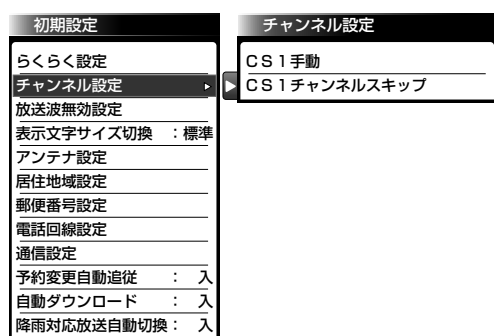 初期設定
らくらく設定
チャンネル設定
放送波無効設定
表示文字サイズ切換 ：標準
アンテナ設定
居住地域設定
郵便番号設定
電話回線設定
通信設定
予約変更自動追従 ： 入
自動ダウンロード ： 入
降雨対応放送自動切換： 入
チャンネル設定
ＣＳ１手動
ＣＳ１チャンネルスキップ